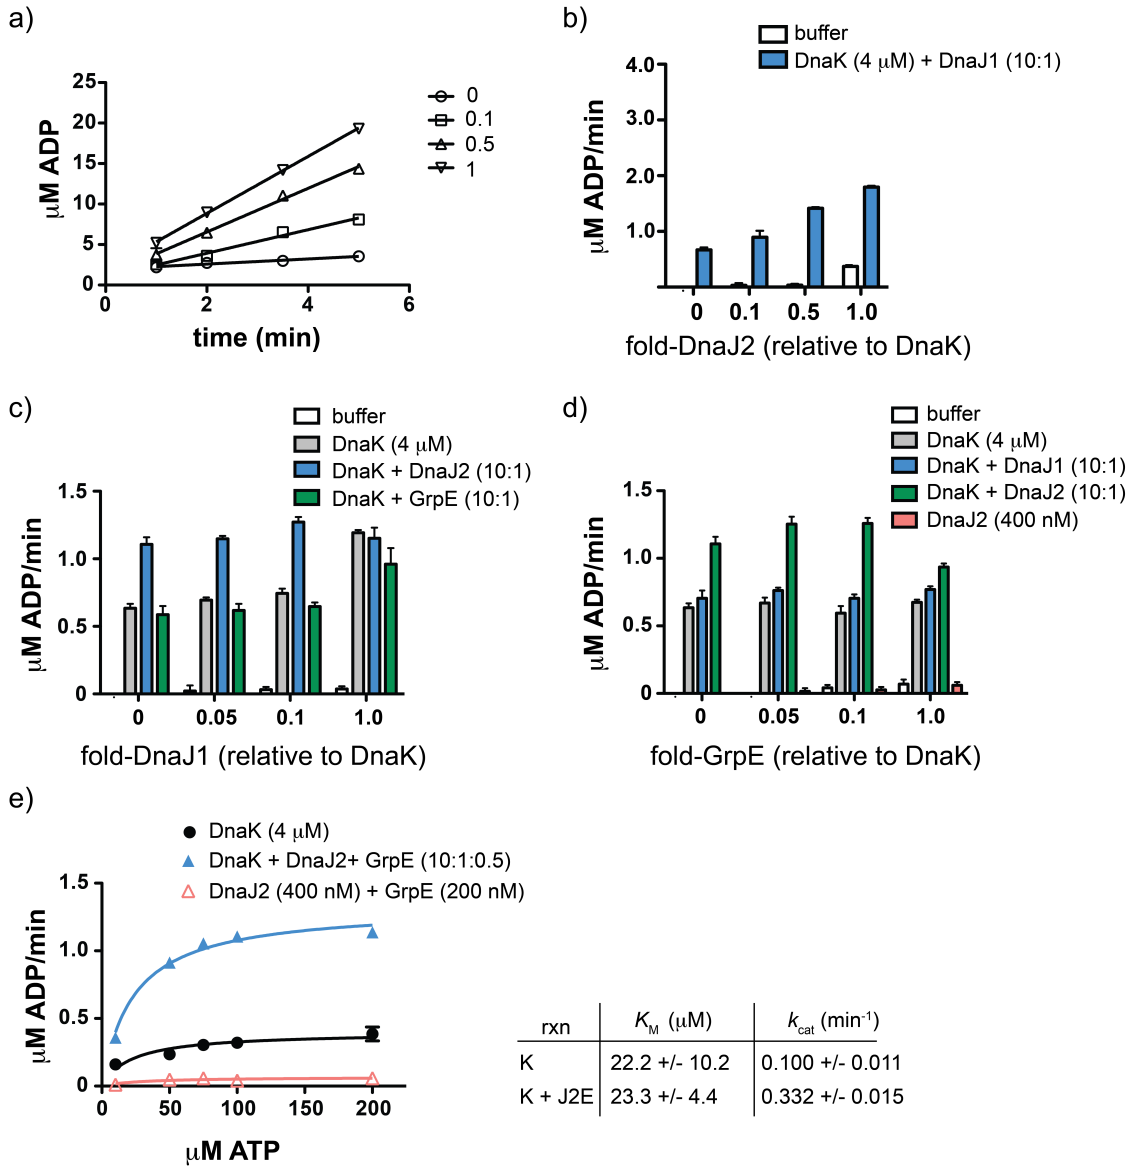 a)
25
20
15
10
5
0
μM ADP
0
2
4
6
time (min)
0
0.1
0.5
1
b)
buffer
DnaK (4 μM) + DnaJ1 (10:1)
4.0
3.0
2.0
1.0
μM ADP/min
0
0.1
0.5
1.0
fold-DnaJ2 (relative to DnaK)
c)
buffer
DnaK (4 μM)
DnaK + DnaJ2 (10:1)
DnaK + GrpE (10:1)
1.5
1.0
0.5
0
μM ADP/min
0
0.05
0.1
1.0
fold-DnaJ1 (relative to DnaK)
d)
buffer
DnaK (4 μM)
DnaK + DnaJ1 (10:1)
DnaK + DnaJ2 (10:1)
DnaJ2 (400 nM)
1.5
1.0
0.5
0
μM ADP/min
0
0.05
0.1
1.0
fold-GrpE (relative to DnaK)
e)
DnaK (4 μM)
DnaK + DnaJ2+ GrpE (10:1:0.5)
DnaJ2 (400 nM) + GrpE (200 nM)
1.5
1.0
0.5
0
μM ADP/min
0
50
100
150
200
μM ATP
rxn K_M (μM) k_cat (min⁻¹)
K 22.2 +/- 10.2 0.100 +/- 0.011
K + J2E 23.3 +/- 4.4 0.332 +/- 0.015